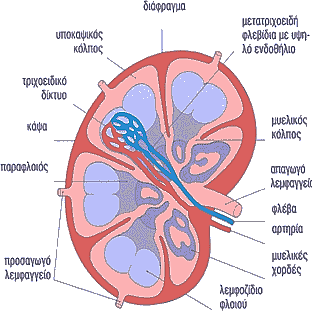 διάφραγμα
υποκαψικός
κόλπος
μετατριχοειδή
φλεβίδια με υψη-
λό ενδοθήλιο
τριχοειδικό
δίκτυο
κάψα
μυελικός
κόλπος
παραφλοιός
απαγωγό
λεμφαγγείο
φλέβα
αρτηρία
προσαγωγό
λεμφαγγείο
μυελικές
χορδές
λεμφοζίδιο
φλοιού